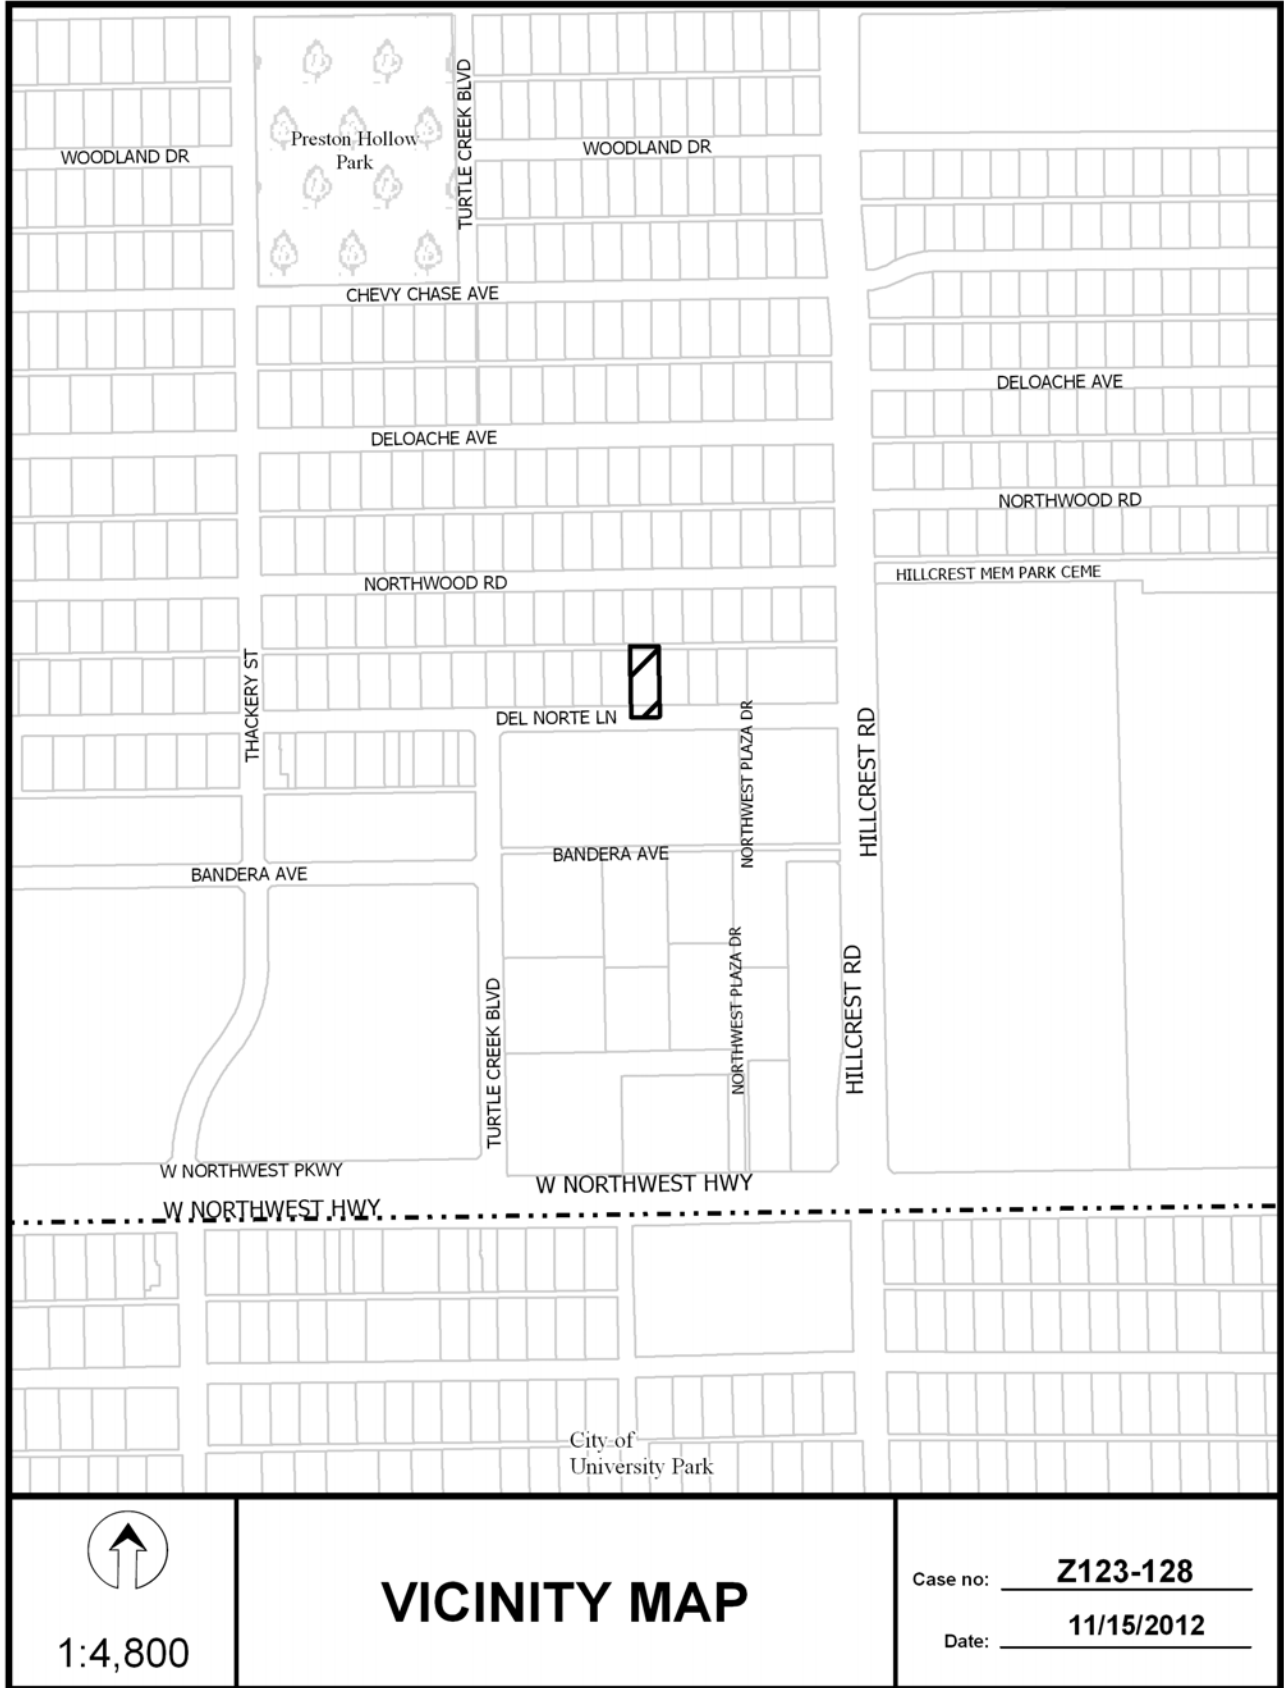 TURTLE CREEK BLVD
Preston Hollow
Park
WOODLAND DR
WOODLAND DR
CHEVY CHASE AVE
DELOACHE AVE
DELOACHE AVE
NORTHWOOD RD
HILLCREST MEM PARK CEME
NORTHWOOD RD
THACKERY ST
DEL NORTE LN
NORTHWEST PLAZA DR
HILLCREST RD
BANDERA AVE
BANDERA AVE
NORTHWEST PLAZA DR
HILLCREST RD
TURTLE CREEK BLVD
W NORTHWEST PKWY
W NORTHWEST HWY
W NORTHWEST HWY
City of
University Park
1:4,800
VICINITY MAP
Case no: Z123-128
Date: 11/15/2012